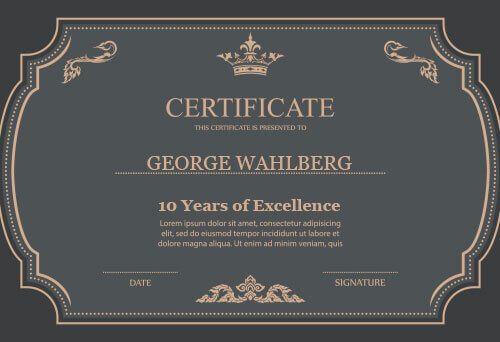 CERTIFICATE
THIS CERTIFICATE IS PRESENTED TO
GEORGE WAHLBERG
10 Years of Excellence
Lorem ipsum dolor sit amet, consectetur adipiscing
elit, sed do eiusmod tempor incididunt ut labore et dolore
magna aliqua. Ut enim ad minim veniam, quis
DATE
SIGNATURE